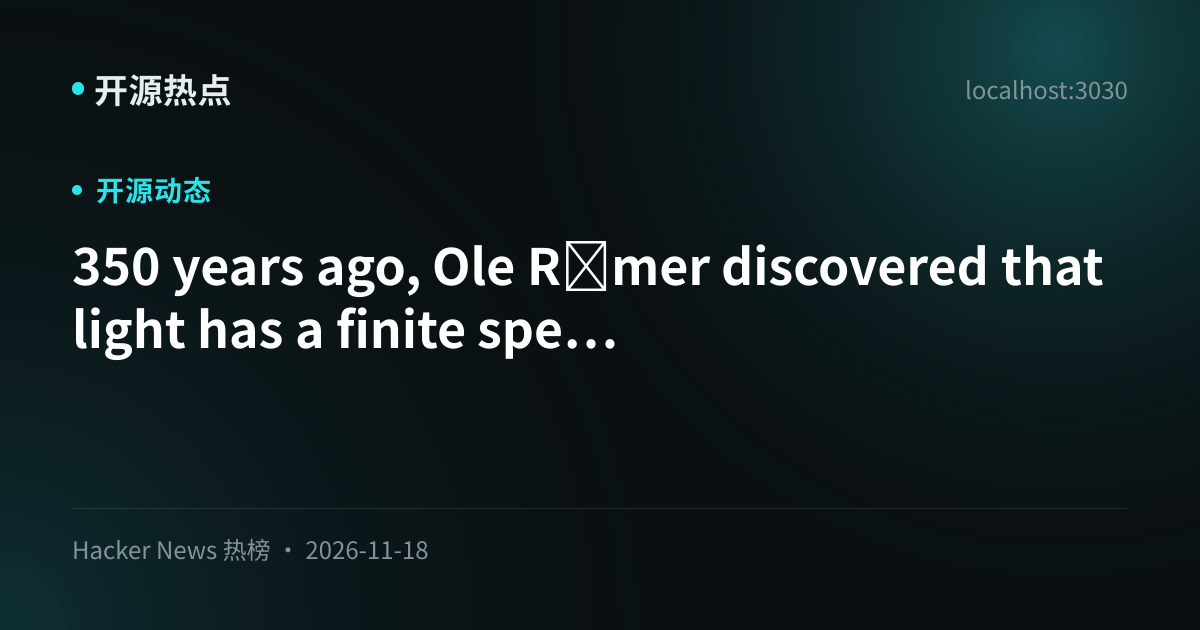 开源热点
localhost:3030
开源动态
350 years ago, Ole R☒mer discovered that
light has a finite spe…
Hacker News 热榜 · 2026-11-18